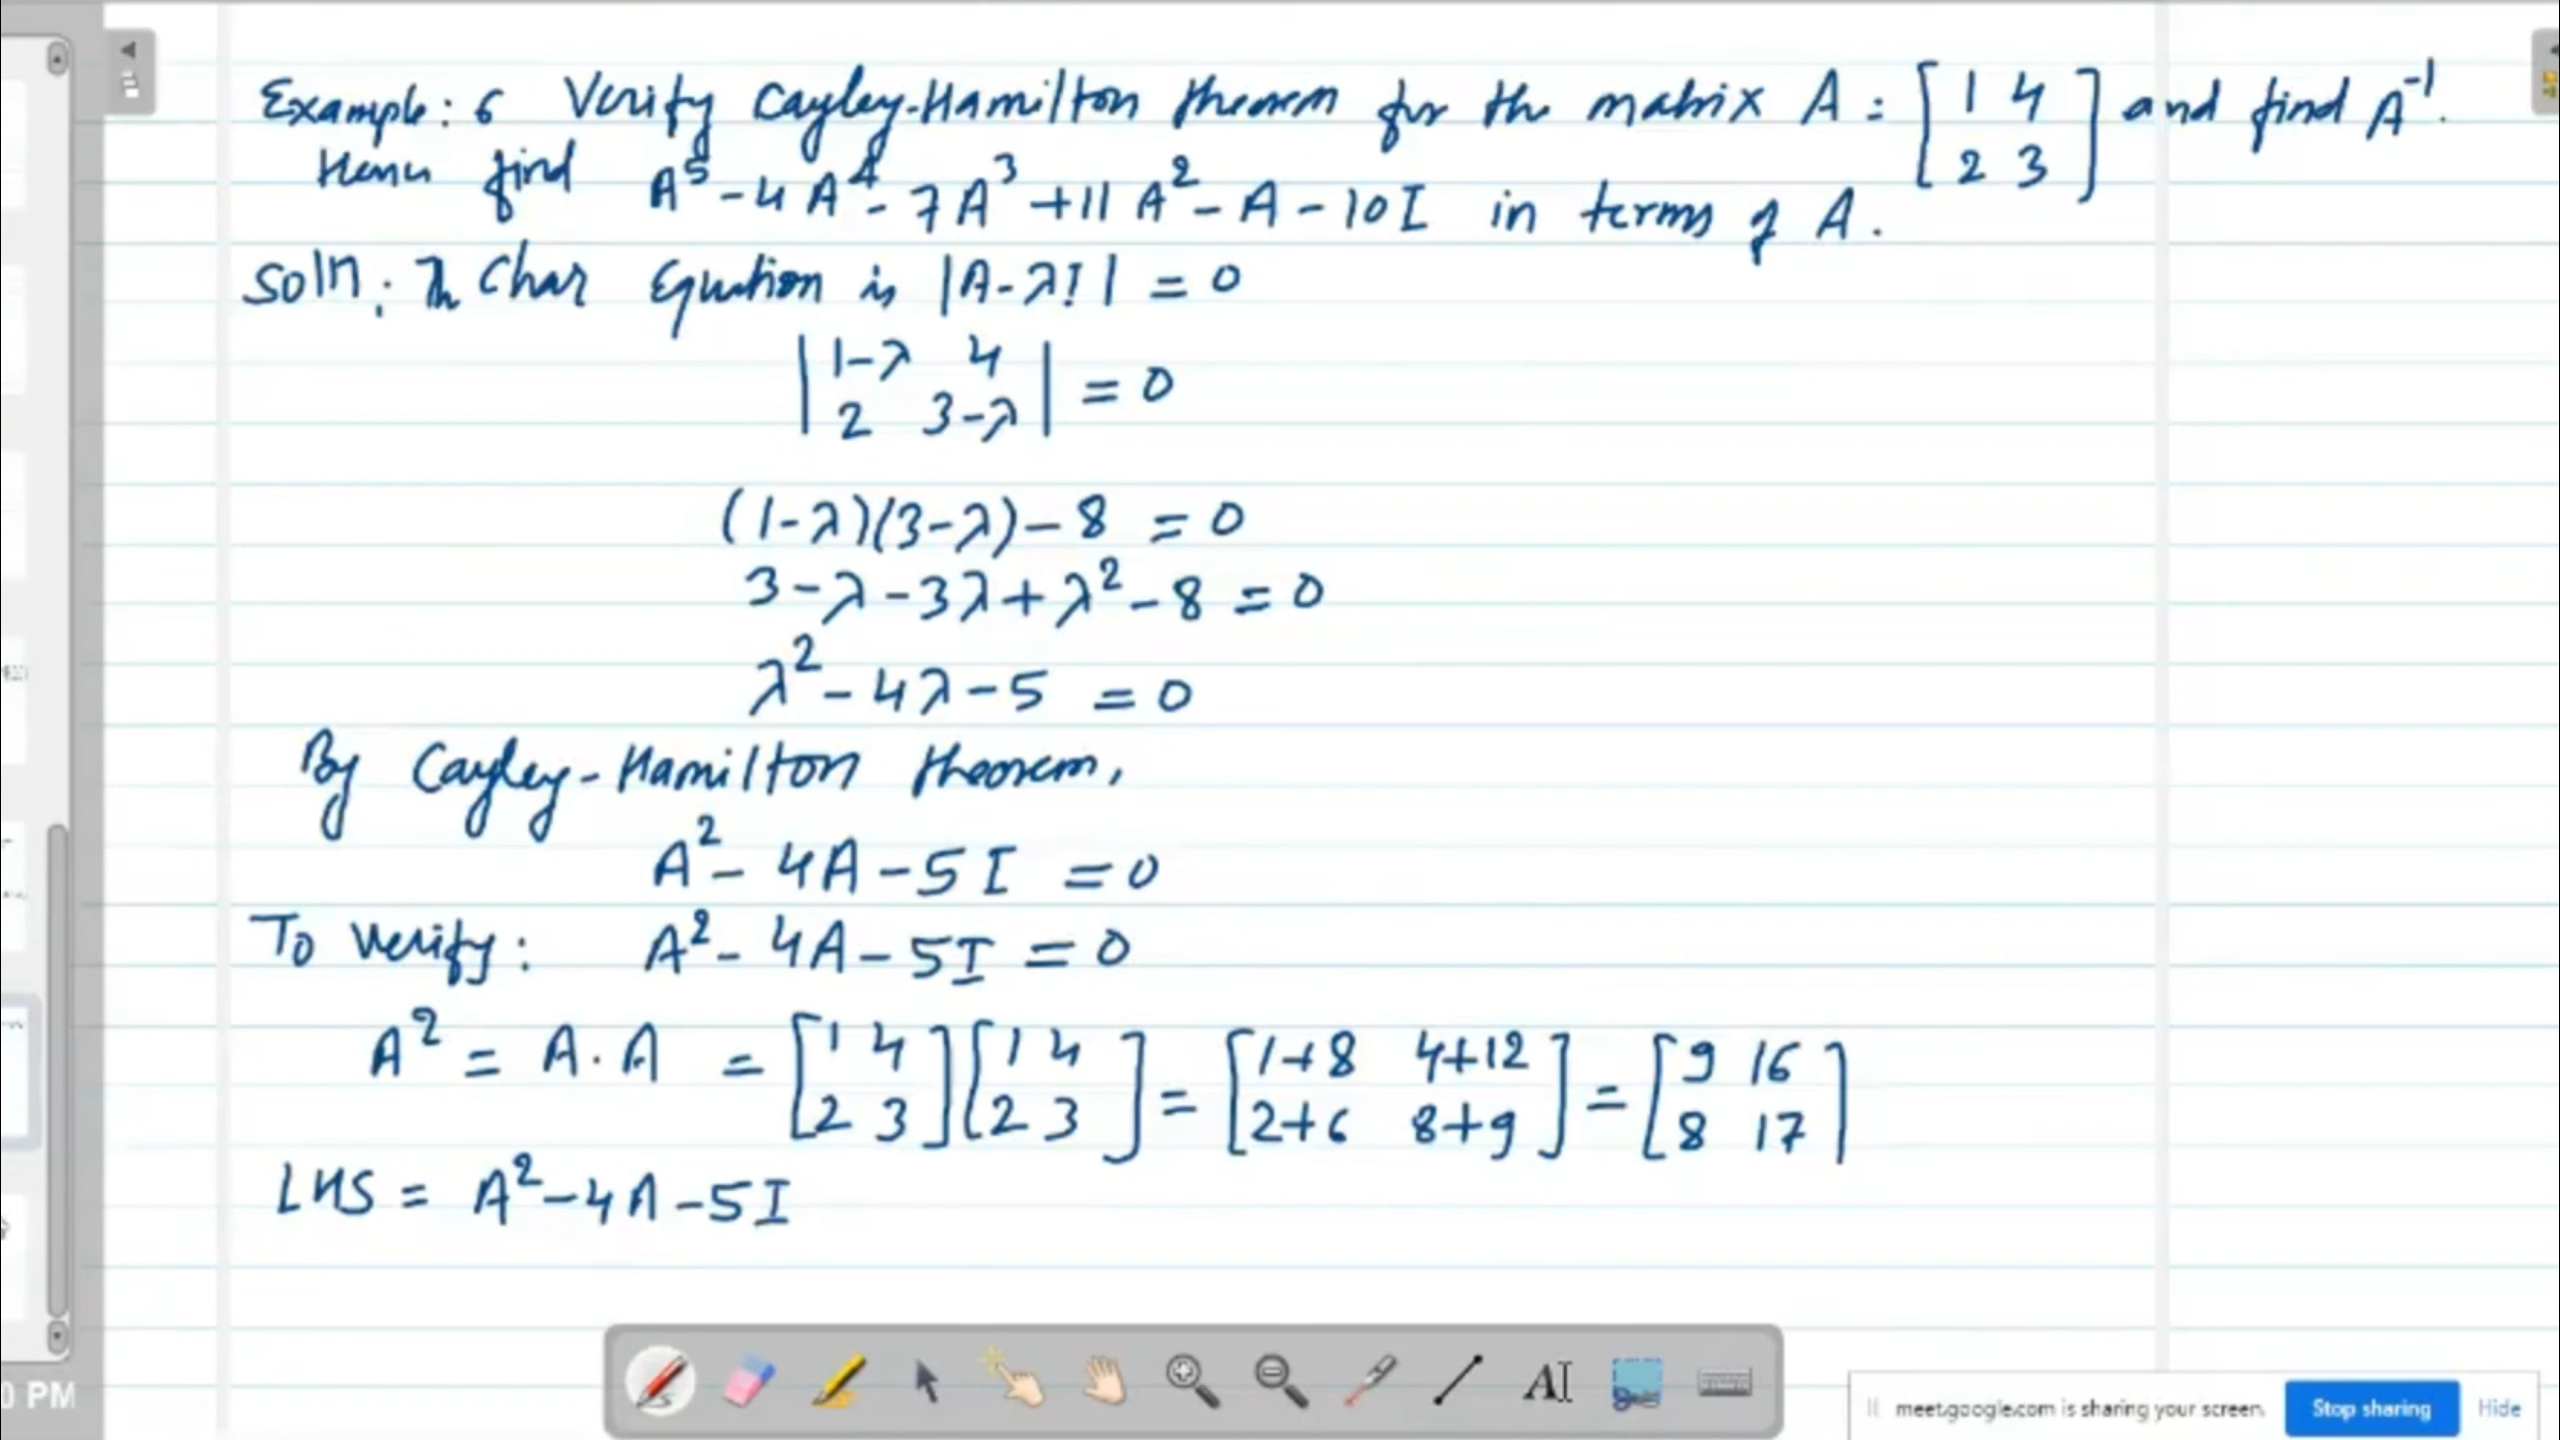 Example: 6 Verify Cayley-Hamilton theorem for the matrix A = [1 4; 2 3] and find A⁻¹.
Hence find A⁵ - 4A⁴ - 7A³ + 11A² - A - 10I in terms of A.
Soln: The Char Equation is |A - λI| = 0
|1-λ 4; 2 3-λ| = 0
(1-λ)(3-λ) - 8 = 0
3 - λ - 3λ + λ² - 8 = 0
λ² - 4λ - 5 = 0
By Cayley-Hamilton theorem,
A² - 4A - 5I = 0
To verify: A² - 4A - 5I = 0
A² = A.A = [1 4; 2 3][1 4; 2 3] = [1+8 4+12; 2+6 8+9] = [9 16; 8 17]
LHS = A² - 4A - 5I
AI
0 PM
meet.google.com is sharing your screen.
Stop sharing
Hide